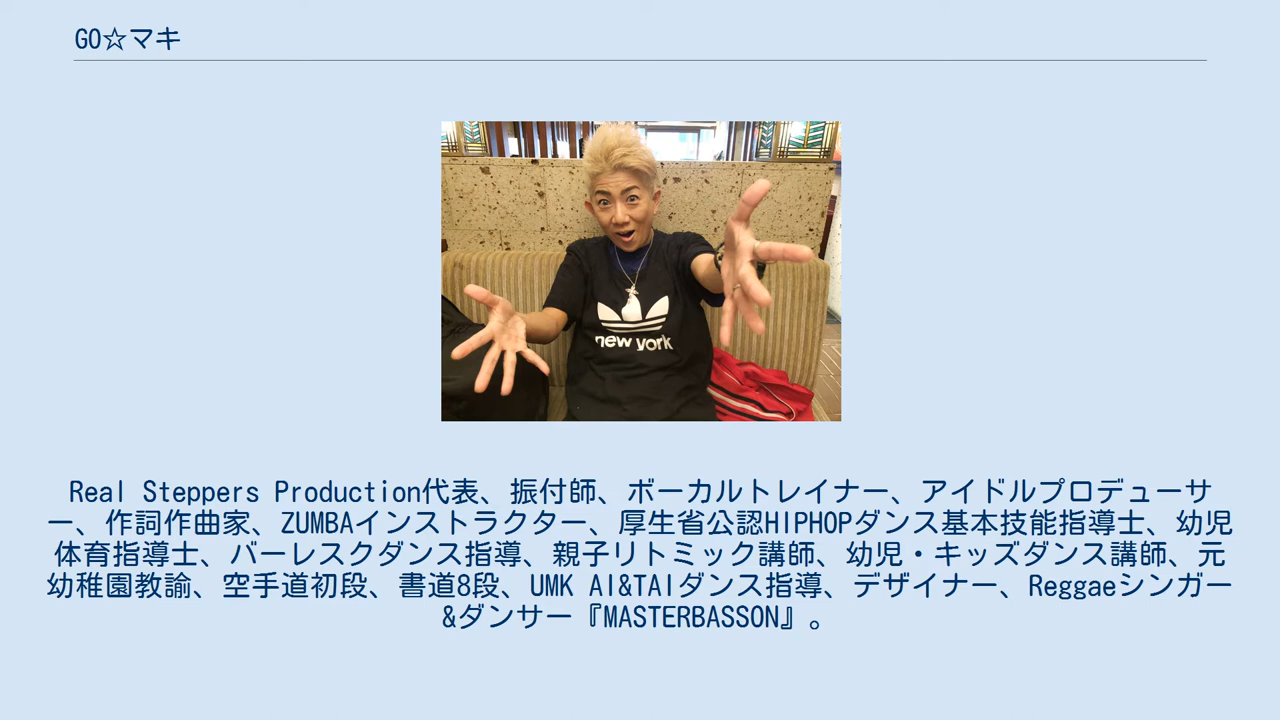 GO☆マキ
new york
Real Steppers Production代表、振付師、ボーカルトレイナー、アイドルプロデューサ
ー、作詞作曲家、ZUMBAインストラクター、厚生省公認HIPHOPダンス基本技能指導士、幼児
体育指導士、バーレスクダンス指導、親子リトミック講師、幼児・キッズダンス講師、元
幼稚園教諭、空手道初段、書道8段、UMK AI&TAIダンス指導、デザイナー、Reggaeシンガー
&ダンサー『MASTERBASSON』。